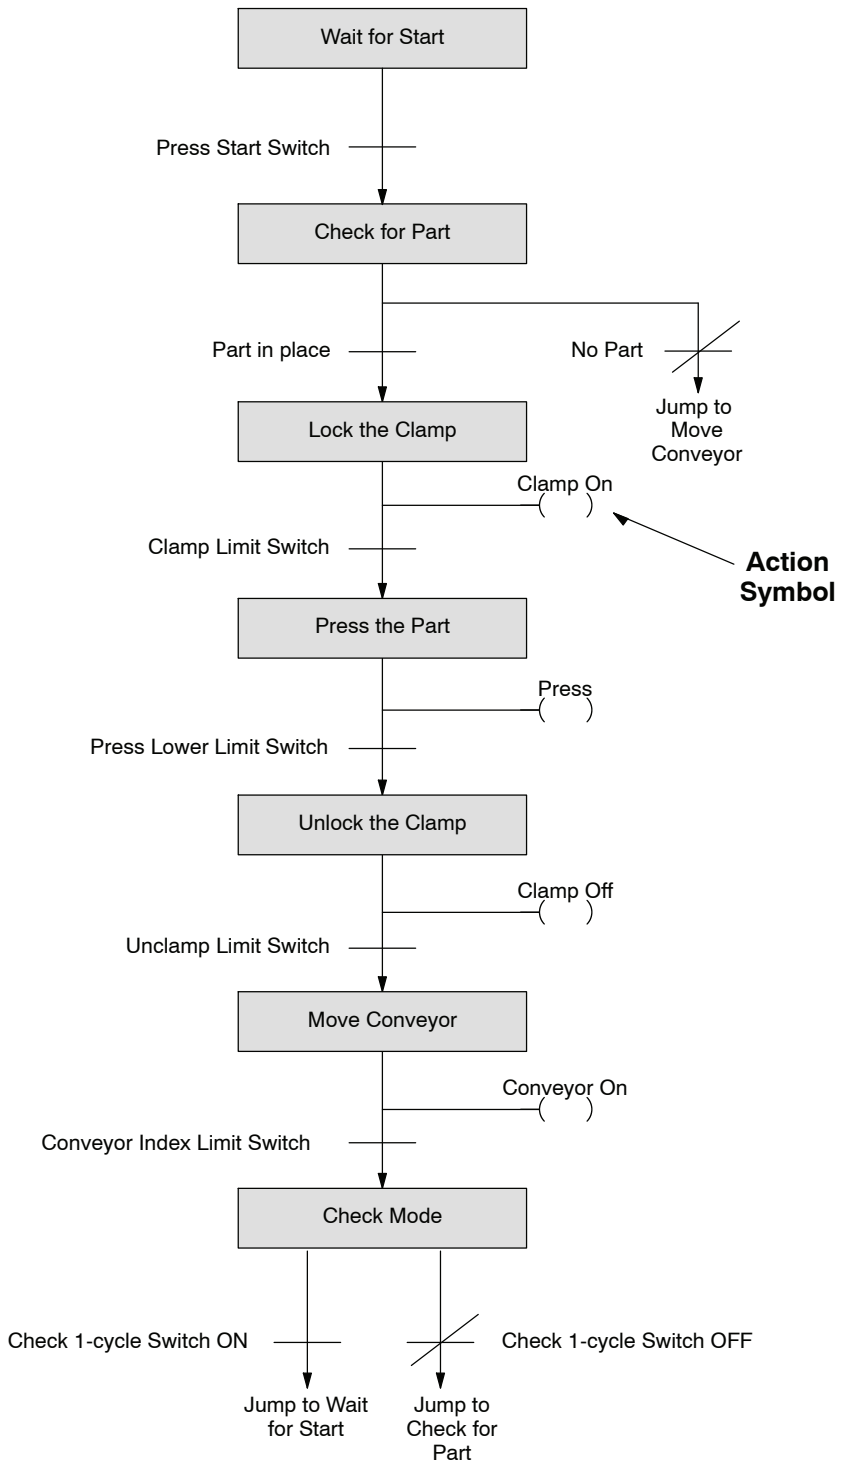 Wait for Start
Press Start Switch
Check for Part
Part in place
No Part
Jump to
Move
Conveyor
Lock the Clamp
Clamp On
Clamp Limit Switch
Action
Symbol
Press the Part
Press
Press Lower Limit Switch
Unlock the Clamp
Clamp Off
Unclamp Limit Switch
Move Conveyor
Conveyor On
Conveyor Index Limit Switch
Check Mode
Check 1-cycle Switch ON
Check 1-cycle Switch OFF
Jump to Wait
for Start
Jump to
Check for
Part